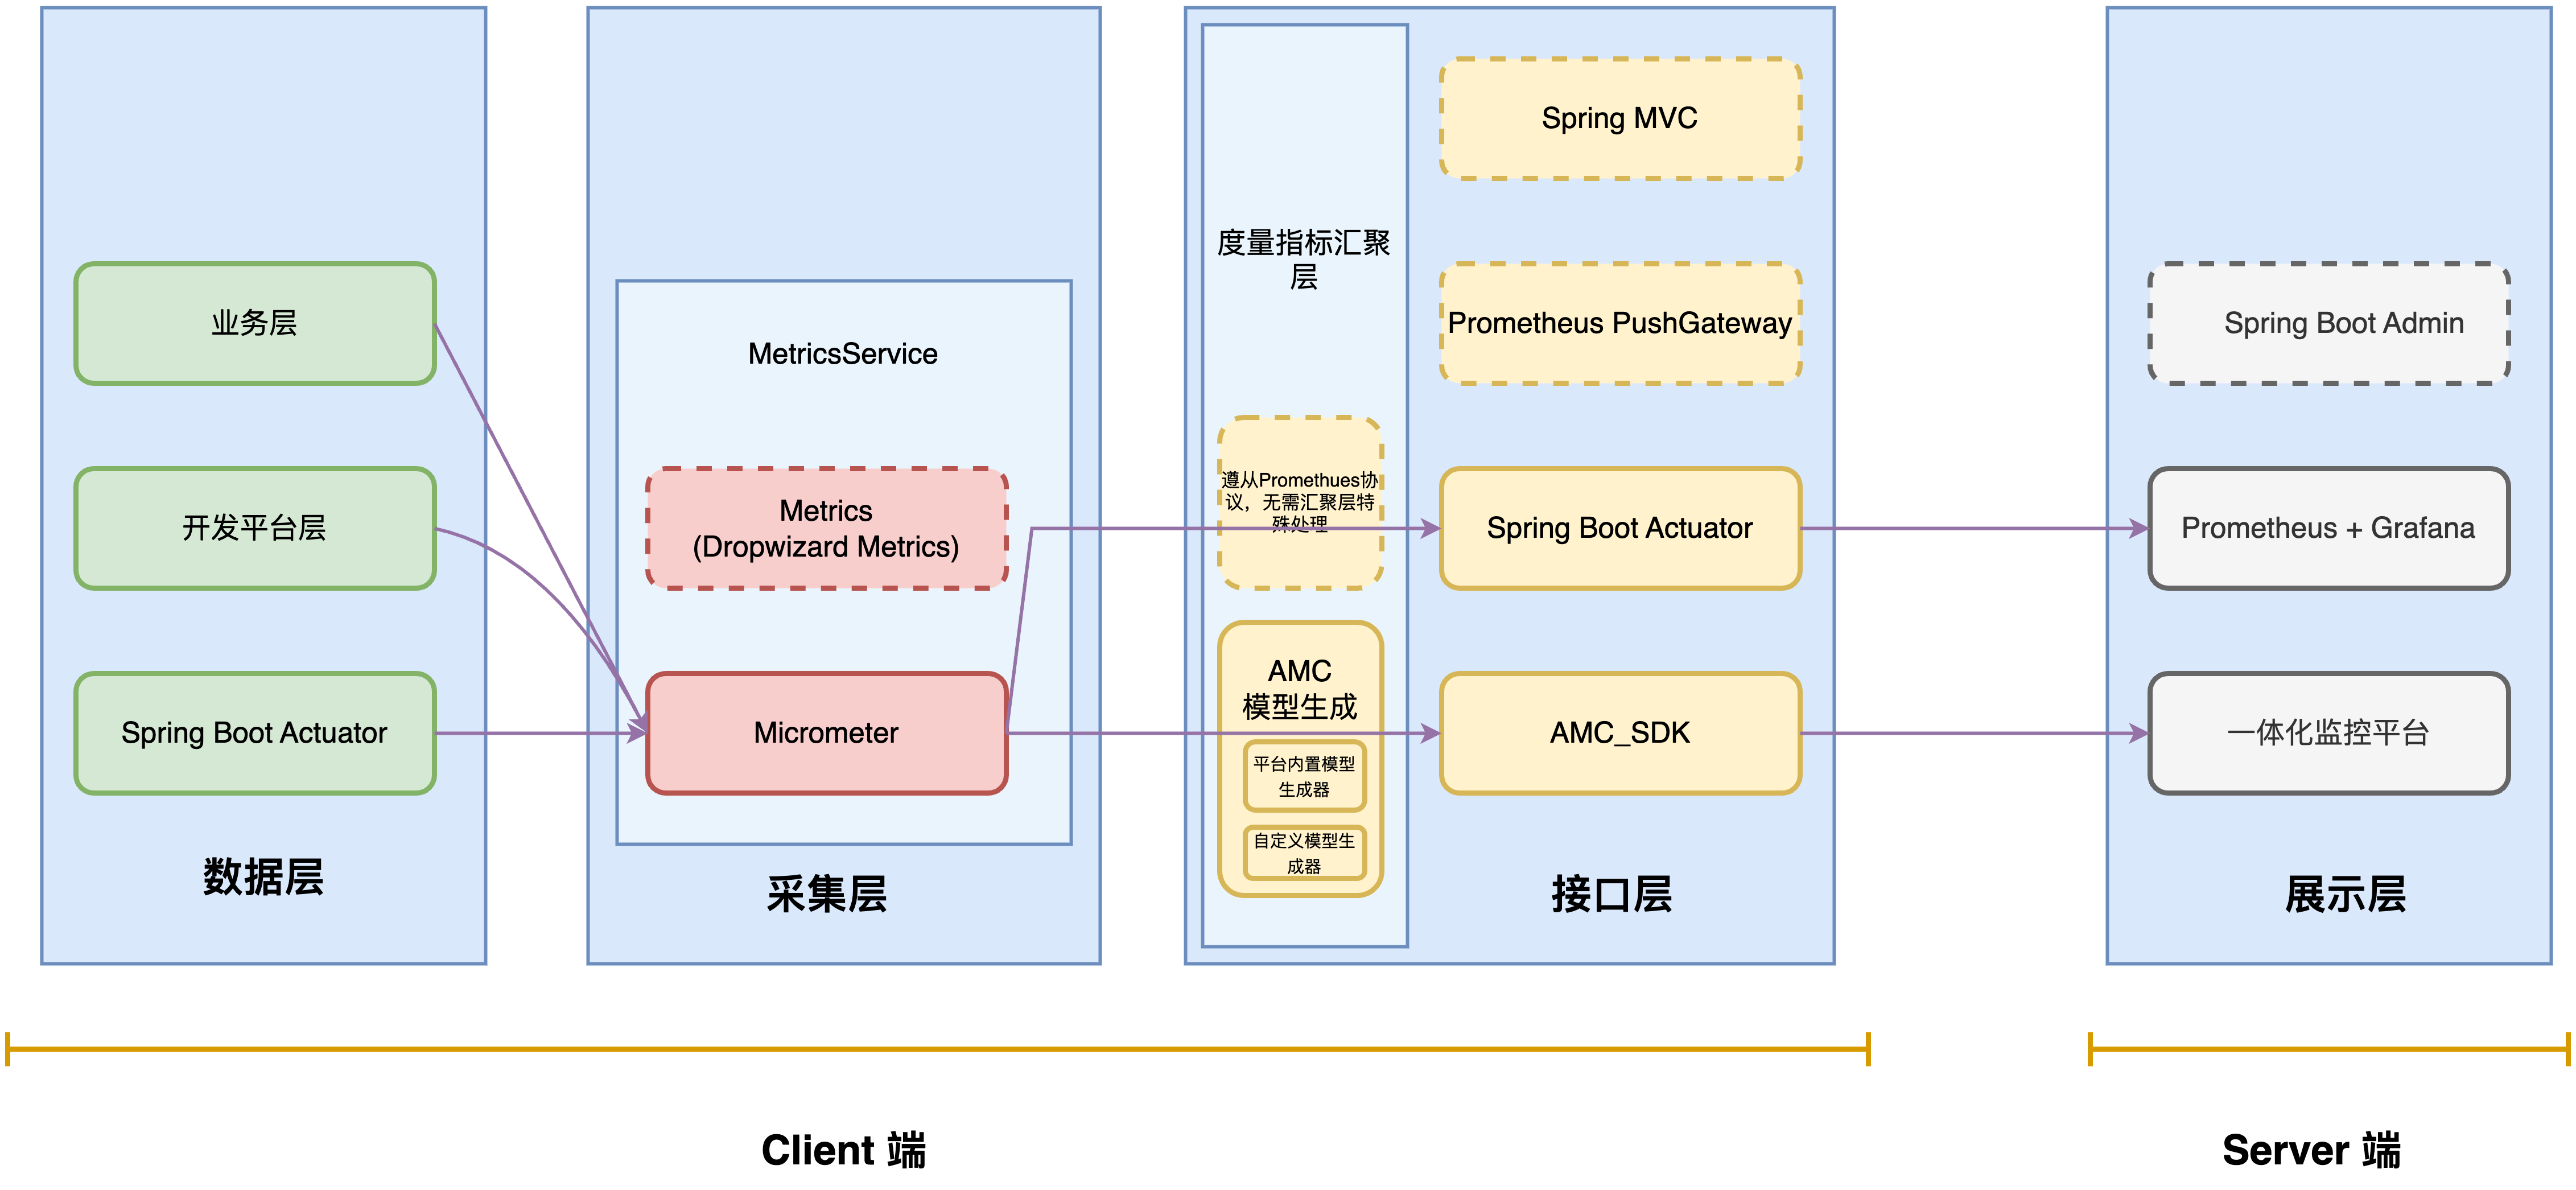 业务层
开发平台层
Spring Boot Actuator
数据层
MetricsService
Metrics
(Dropwizard Metrics)
Micrometer
采集层
度量指标汇聚
层
遵从Promethues协
议，无需汇聚层特
殊处理
AMC
模型生成
平台内置模型
生成器
自定义模型生
成器
Spring MVC
Prometheus PushGateway
Spring Boot Actuator
AMC_SDK
接口层
Spring Boot Admin
Prometheus + Grafana
一体化监控平台
展示层
Client 端
Server 端